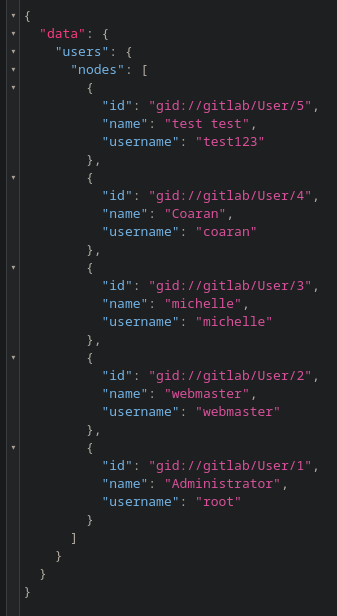 {
"data": {
"users": {
"nodes": [
{
"id": "gid://gitlab/User/5",
"name": "test test",
"username": "test123"
},
{
"id": "gid://gitlab/User/4",
"name": "Coaran",
"username": "coaran"
},
{
"id": "gid://gitlab/User/3",
"name": "michelle",
"username": "michelle"
},
{
"id": "gid://gitlab/User/2",
"name": "webmaster",
"username": "webmaster"
},
{
"id": "gid://gitlab/User/1",
"name": "Administrator",
"username": "root"
}
]
}
}
}